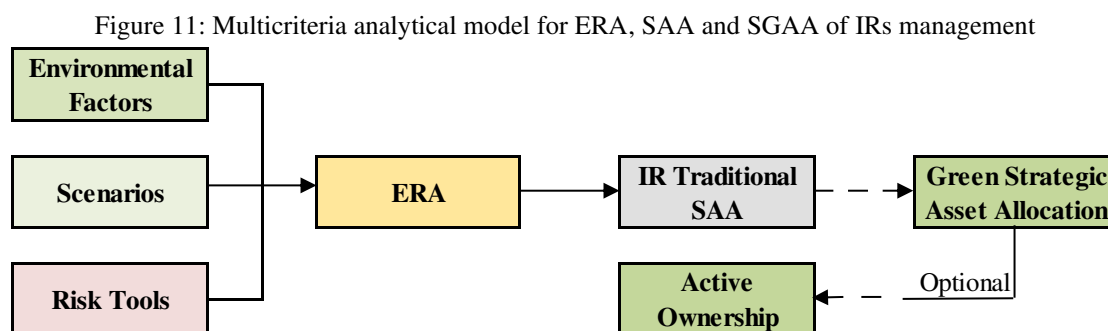 Figure 11: Multicriteria analytical model for ERA, SAA and SGAA of IRs management
Environmental
Factors
Scenarios
ERA
IR Traditional
SAA
Green Strategic
Asset Allocation
Risk Tools
Active
Ownership
Optional